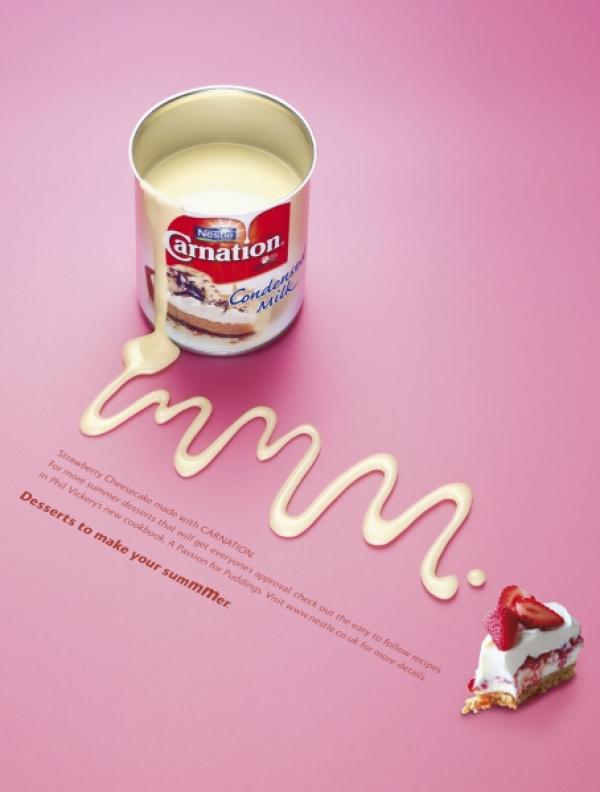 Nestlé
Carnation
Condensed
Milk
mmm.
Strawberry Cheesecake made with CARNATION.
For more summer desserts that will get everyone's approval, check out the easy to follow recipes
in Phil Vickery's new cookbook. A Passion for Puddings. Visit www.nestle.co.uk for more details.
Desserts to make your summmer.